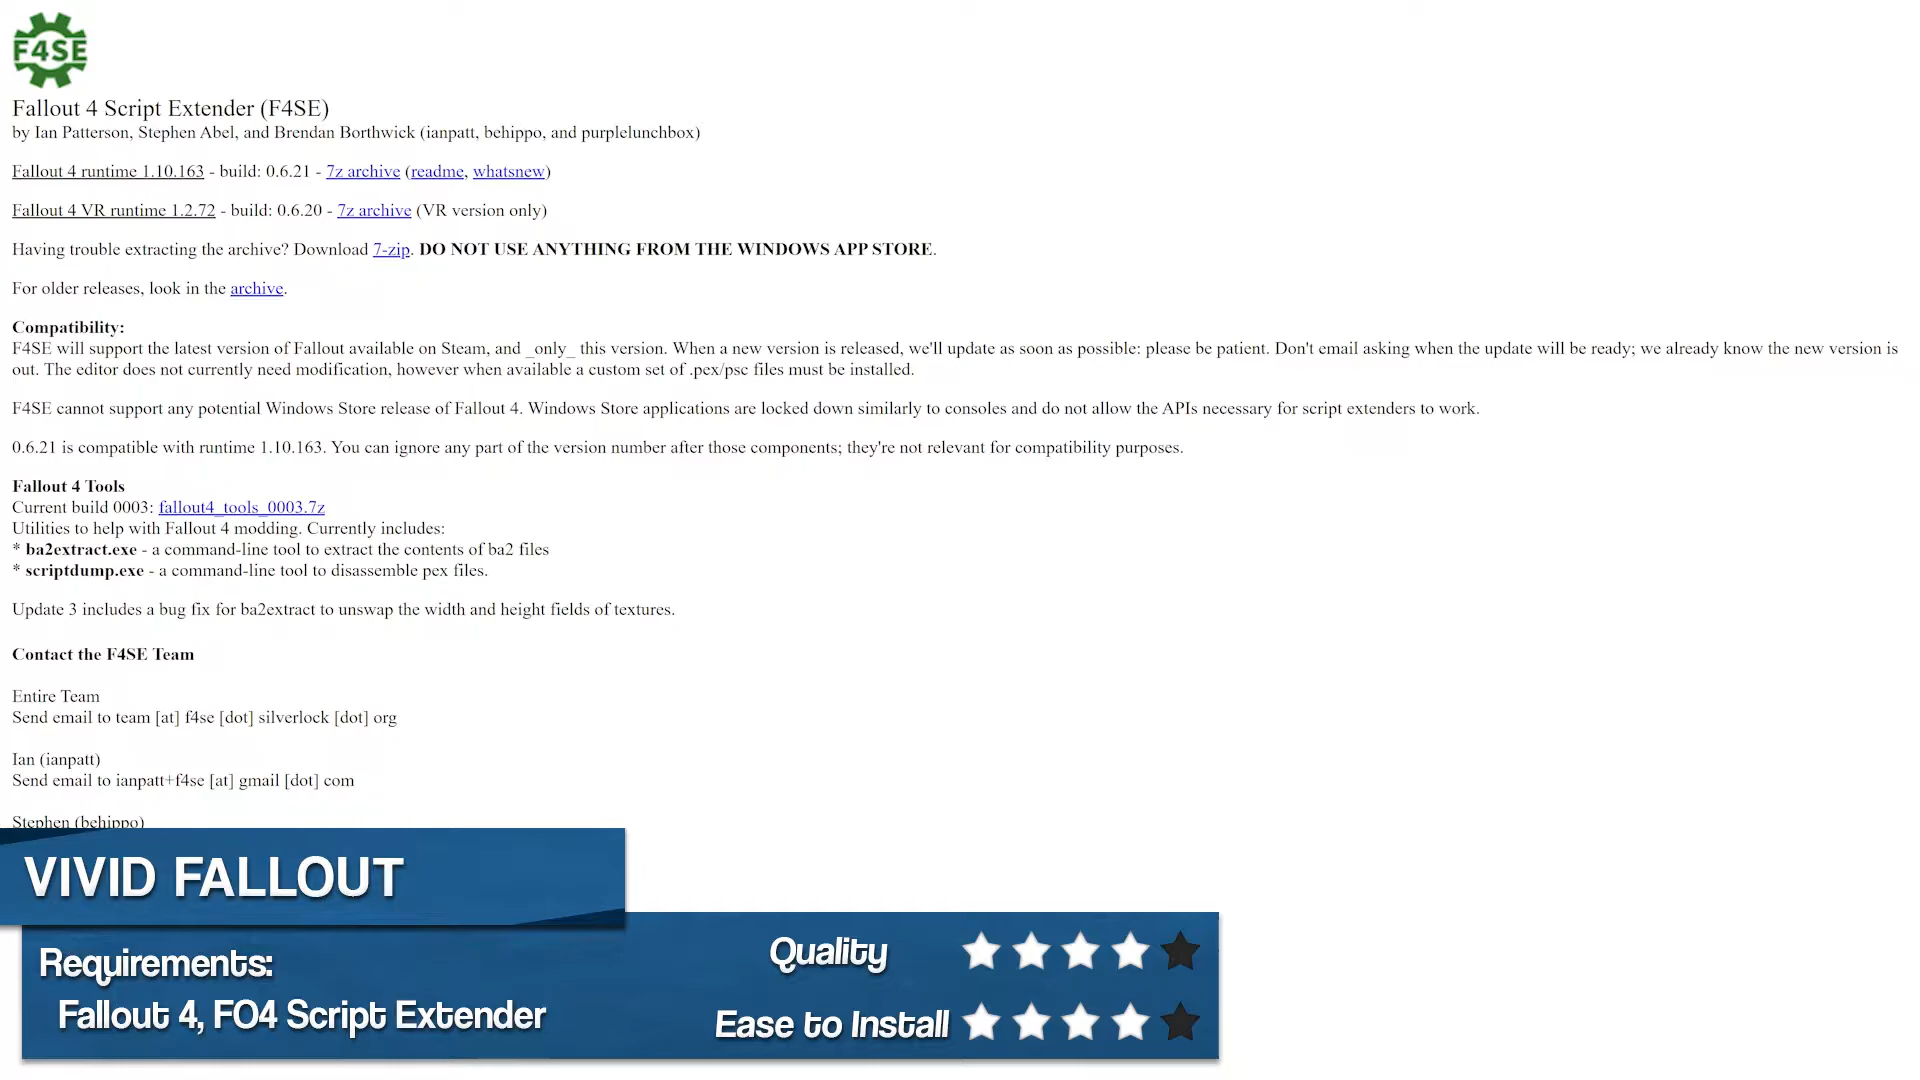 F4SE
Fallout 4 Script Extender (F4SE)
by Ian Patterson, Stephen Abel, and Brendan Borthwick (ianpatt, behippo, and purplelunchbox)
Fallout 4 runtime 1.10.163 - build: 0.6.21 - 7z archive (readme, whatsnew)
Fallout 4 VR runtime 1.2.72 - build: 0.6.20 - 7z archive (VR version only)
Having trouble extracting the archive? Download 7-zip. DO NOT USE ANYTHING FROM THE WINDOWS APP STORE.
For older releases, look in the archive.
Compatibility:
F4SE will support the latest version of Fallout available on Steam, and _only_ this version. When a new version is released, we'll update as soon as possible: please be patient. Don't email asking when the update will be ready; we already know the new version is
out. The editor does not currently need modification, however when available a custom set of .pex/psc files must be installed.
F4SE cannot support any potential Windows Store release of Fallout 4. Windows Store applications are locked down similarly to consoles and do not allow the APIs necessary for script extenders to work.
0.6.21 is compatible with runtime 1.10.163. You can ignore any part of the version number after those components; they're not relevant for compatibility purposes.
Fallout 4 Tools
Current build 0003: fallout4_tools_0003.7z
Utilities to help with Fallout 4 modding. Currently includes:
* ba2extract.exe - a command-line tool to extract the contents of ba2 files
* scriptdump.exe - a command-line tool to disassemble pex files.
Update 3 includes a bug fix for ba2extract to unswap the width and height fields of textures.
Contact the F4SE Team
Entire Team
Send email to team [at] f4se [dot] silverlock [dot] org
Ian (ianpatt)
Send email to ianpatt+f4se [at] gmail [dot] com
Stephen (behippo)
VIVID FALLOUT
Requirements:
Fallout 4, FO4 Script Extender
Quality
Ease to Install